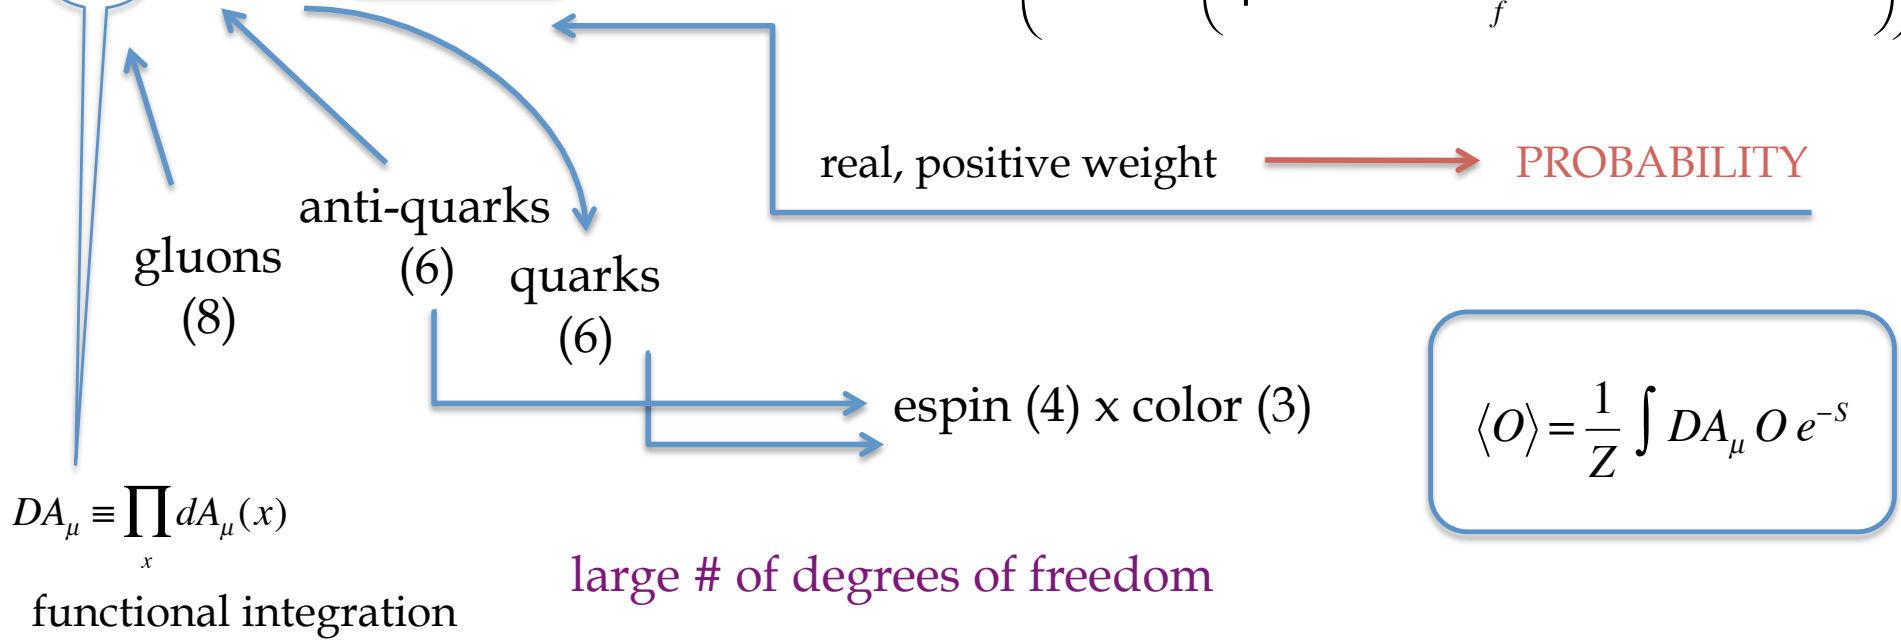 f
real, positive weight
PROBABILITY
anti-quarks
(6)
gluons
(8)
quarks
(6)
espin (4) x color (3)
⟨O⟩ = 1/Z ∫ DA_μ O e^{-S}
DA_μ ≡ ∏_x dA_μ(x)
functional integration
large # of degrees of freedom